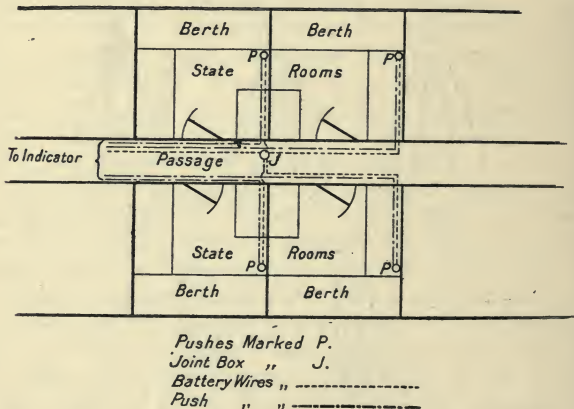 Berth Berth
P P
State Rooms
To Indicator Passage J
State Rooms
P P
Berth Berth
Pushes Marked P.
Joint Box „ J.
Battery Wires „ ----------
Push „ „ —·—·—·—